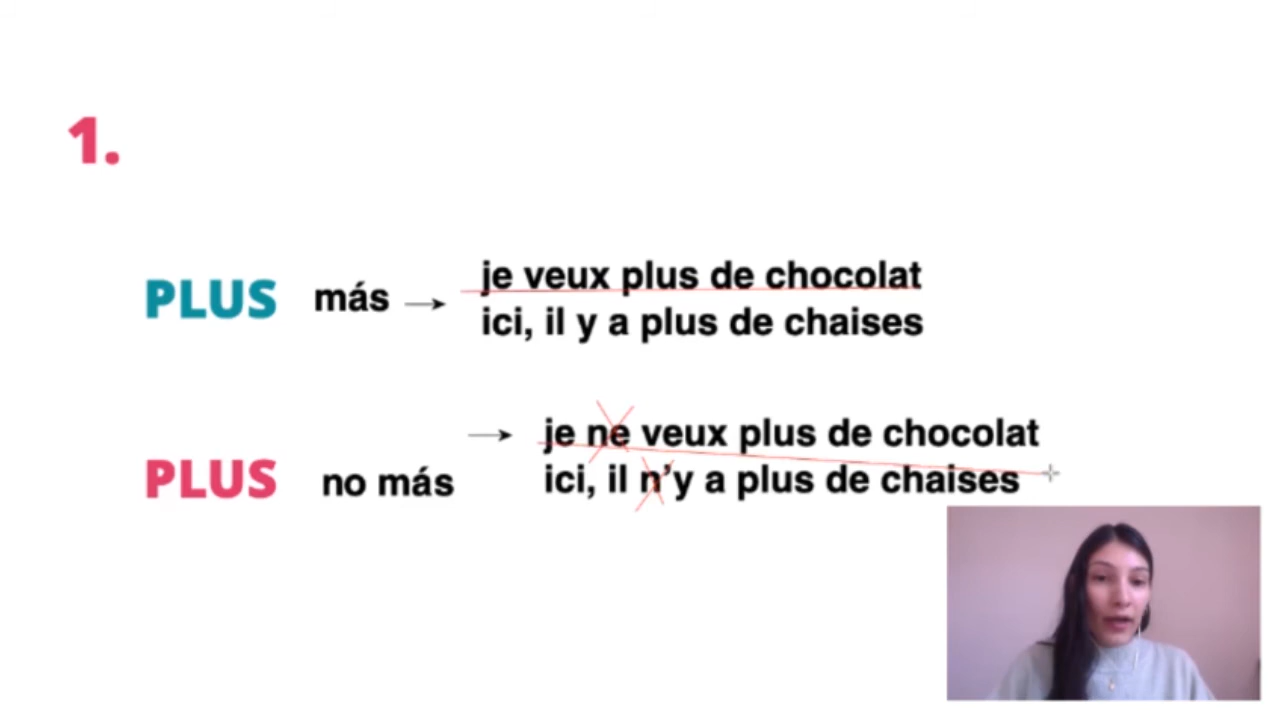 1.
PLUS más → je veux plus de chocolat
ici, il y a plus de chaises
→ je ne veux plus de chocolat
PLUS no más ici, il n'y a plus de chaises